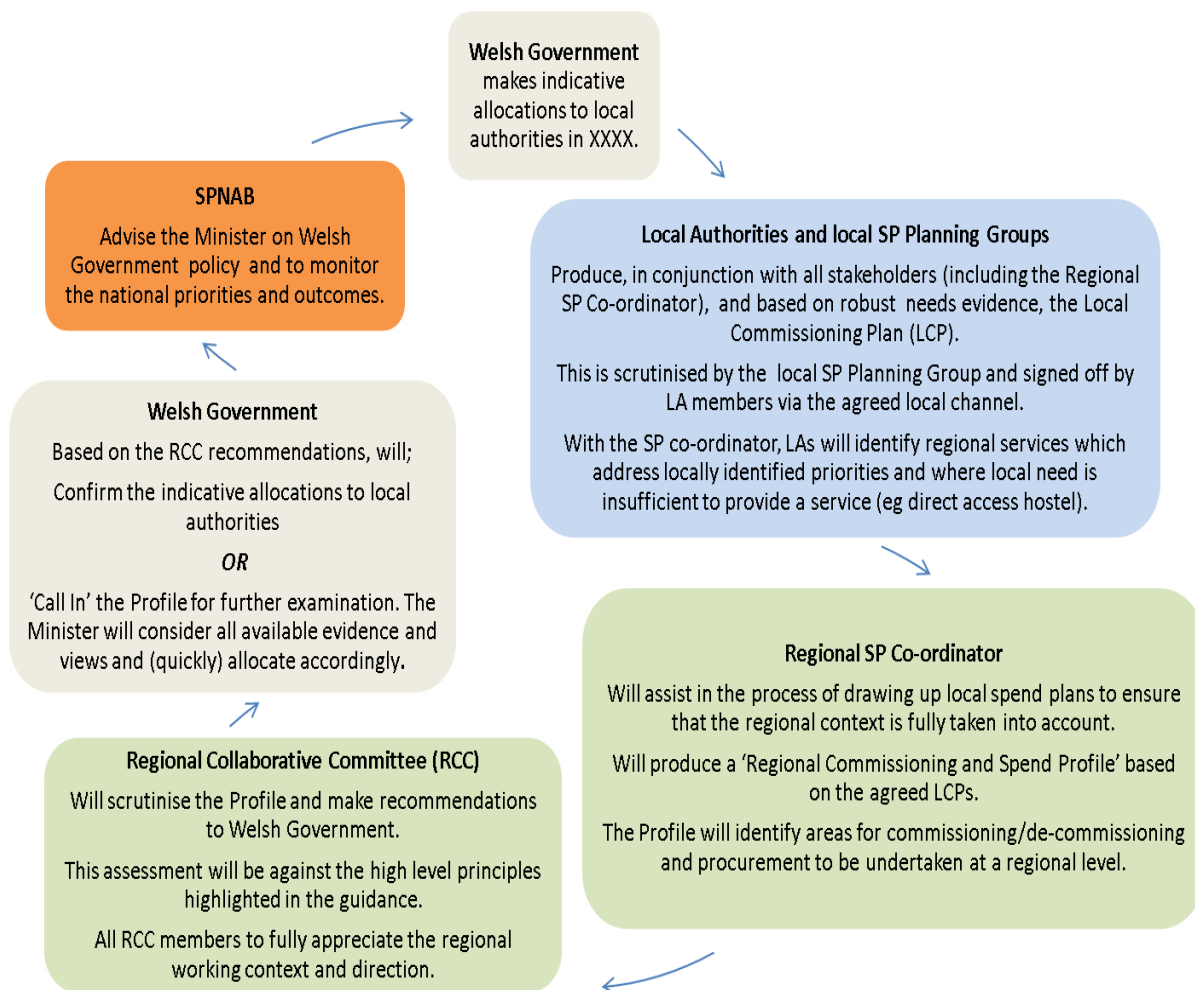 Welsh Government
makes indicative
allocations to local
authorities in XXXX.
Local Authorities and local SP Planning Groups
Produce, in conjunction with all stakeholders (including the Regional
SP Co-ordinator), and based on robust needs evidence, the Local
Commissioning Plan (LCP).
This is scrutinised by the local SP Planning Group and signed off by
LA members via the agreed local channel.
With the SP co-ordinator, LAs will identify regional services which
address locally identified priorities and where local need is
insufficient to provide a service (eg direct access hostel).
Regional SP Co-ordinator
Will assist in the process of drawing up local spend plans to ensure
that the regional context is fully taken into account.
Will produce a ‘Regional Commissioning and Spend Profile’ based
on the agreed LCPs.
The Profile will identify areas for commissioning/de-commissioning
and procurement to be undertaken at a regional level.
Regional Collaborative Committee (RCC)
Will scrutinise the Profile and make recommendations
to Welsh Government.
This assessment will be against the high level principles
highlighted in the guidance.
All RCC members to fully appreciate the regional
working context and direction.
Welsh Government
Based on the RCC recommendations, will;
Confirm the indicative allocations to local
authorities
OR
‘Call In’ the Profile for further examination. The
Minister will consider all available evidence and
views and (quickly) allocate accordingly.
SPNAB
Advise the Minister on Welsh
Government policy and to monitor
the national priorities and outcomes.